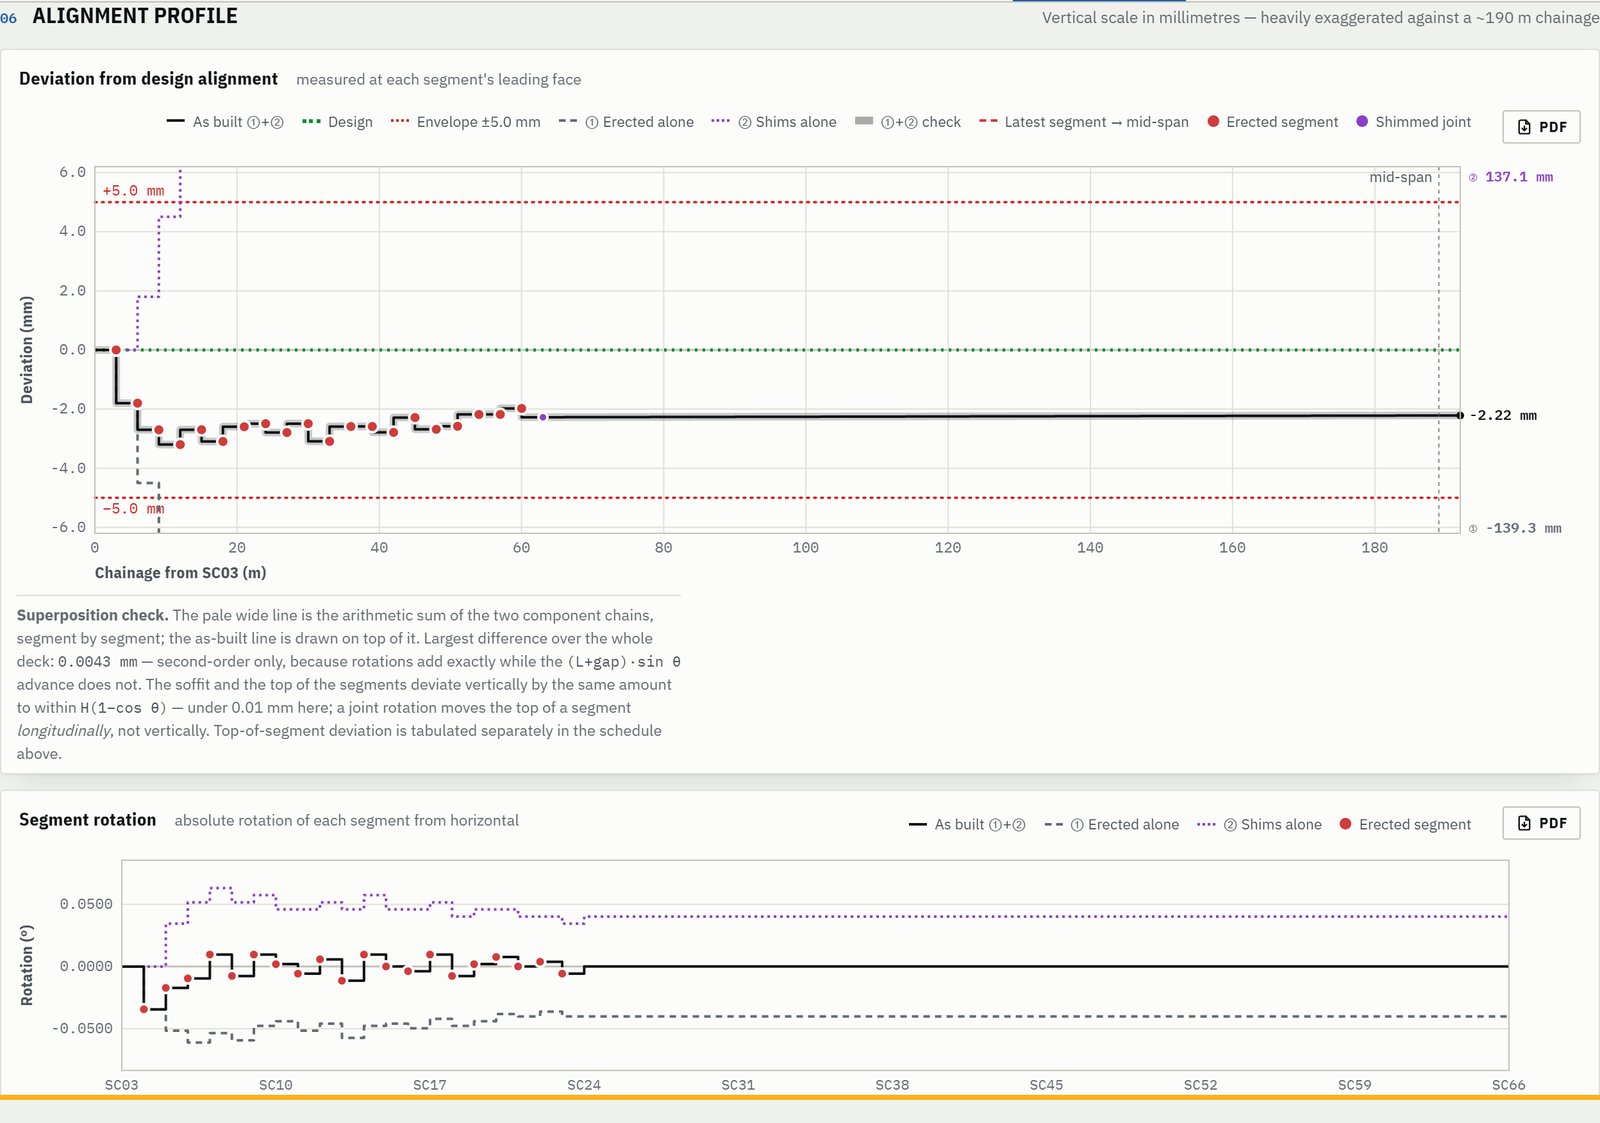 06 ALIGNMENT PROFILE
Vertical scale in millimetres — heavily exaggerated against a ~190 m chainage
Deviation from design alignment measured at each segment's leading face
As built ①+② Design Envelope ±5.0 mm ① Erected alone ② Shims alone ①+② check Latest segment → mid-span Erected segment Shimmed joint PDF
6.0
+5.0 mm
mid-span
② 137.1 mm
4.0
2.0
0.0
-2.0
-2.22 mm
-4.0
−5.0 mm
-6.0
① -139.3 mm
Deviation (mm)
0 20 40 60 80 100 120 140 160 180
Chainage from SC03 (m)
Superposition check. The pale wide line is the arithmetic sum of the two component chains,
segment by segment; the as-built line is drawn on top of it. Largest difference over the whole
deck: 0.0043 mm — second-order only, because rotations add exactly while the (L+gap)·sin θ
advance does not. The soffit and the top of the segments deviate vertically by the same amount
to within H(1−cos θ) — under 0.01 mm here; a joint rotation moves the top of a segment
longitudinally, not vertically. Top-of-segment deviation is tabulated separately in the schedule
above.
Segment rotation absolute rotation of each segment from horizontal
As built ①+② ① Erected alone ② Shims alone Erected segment PDF
0.0500
0.0000
-0.0500
Rotation (°)
SC03 SC10 SC17 SC24 SC31 SC38 SC45 SC52 SC59 SC66